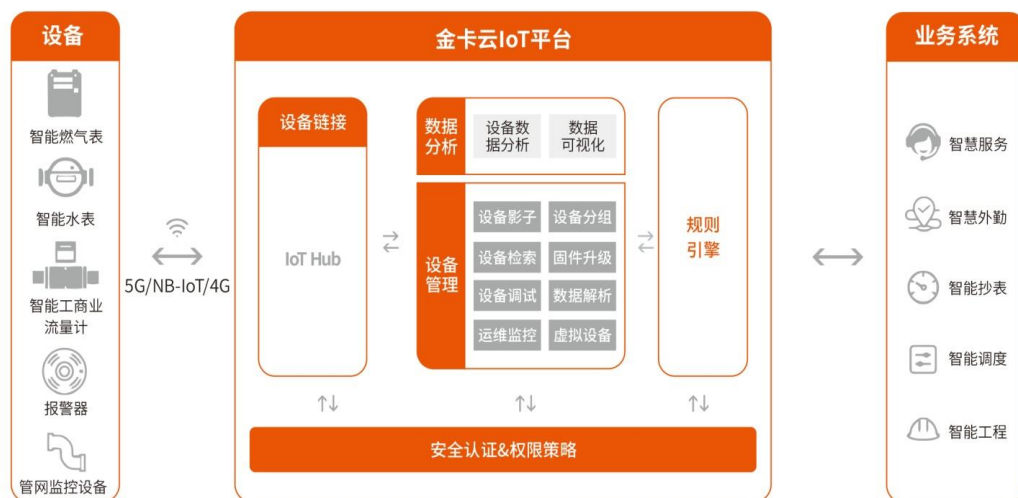 设备
智能燃气表
智能水表
智能工商业
流量计
报警器
管网监控设备
5G/NB-IoT/4G
金卡云IoT平台
设备链接
IoT Hub
数据
分析
设备数
据分析
数据
可视化
设备
管理
设备影子
设备分组
设备检索
固件升级
设备调试
数据解析
运维监控
虚拟设备
规则
引擎
安全认证&权限策略
业务系统
智慧服务
智慧外勤
智能抄表
智能调度
智能工程